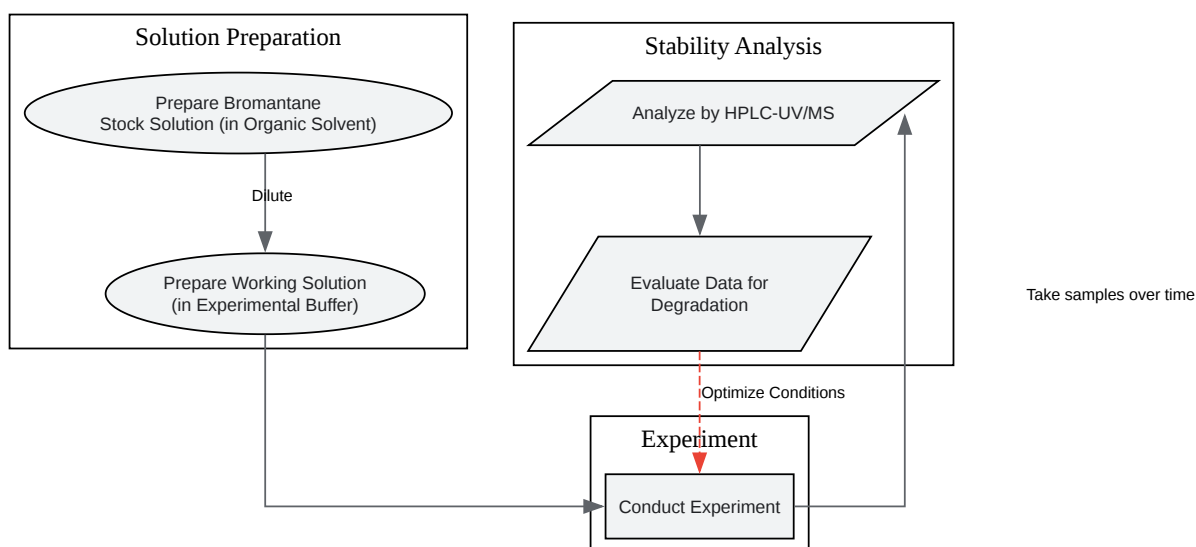 Solution Preparation
Prepare Bromantane
Stock Solution (in Organic Solvent)
Dilute
Prepare Working Solution
(in Experimental Buffer)
Stability Analysis
Analyze by HPLC-UV/MS
Evaluate Data for
Degradation
Take samples over time
Optimize Conditions
Experiment
Conduct Experiment